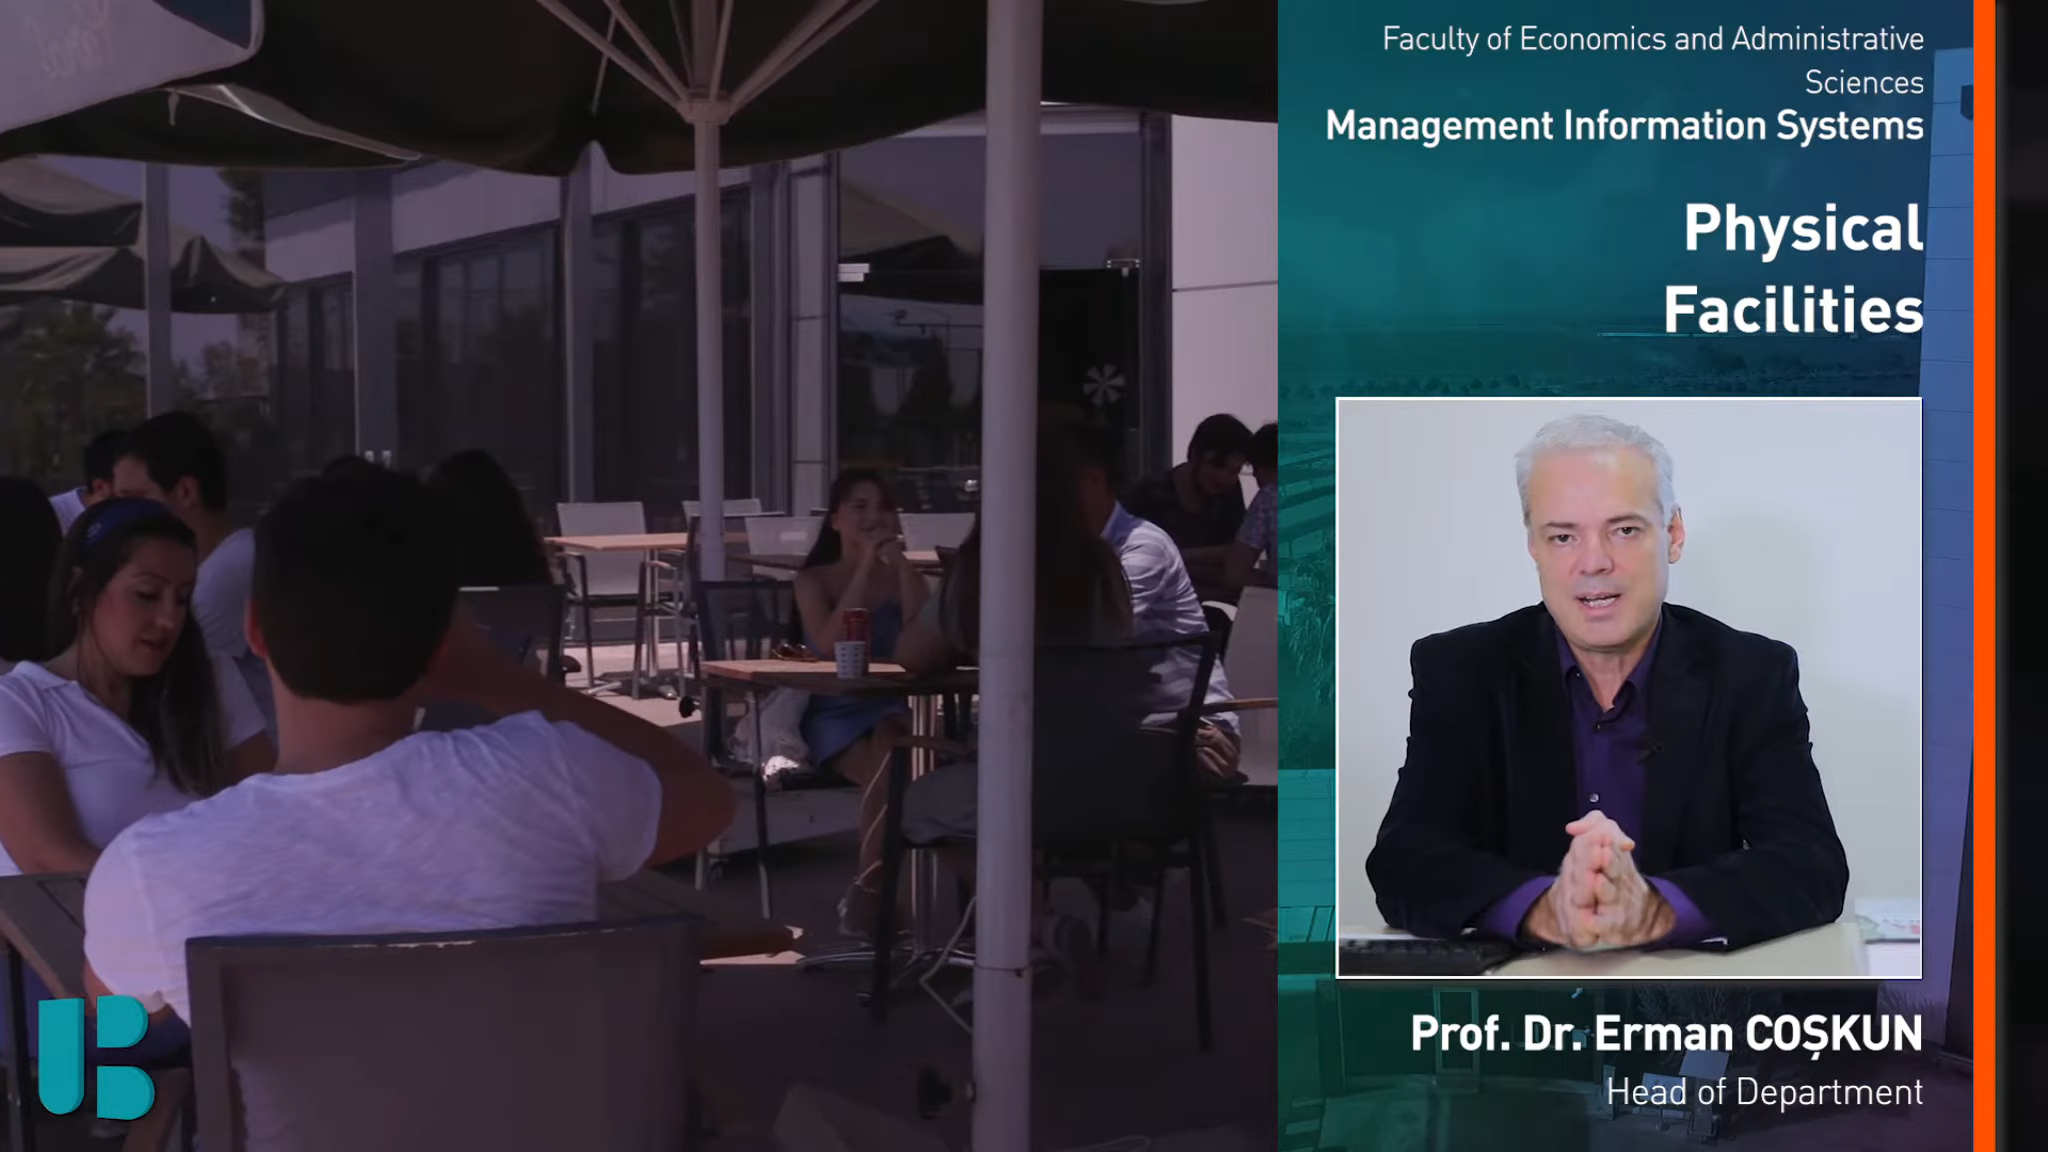 Faculty of Economics and Administrative
Sciences
Management Information Systems
Physical
Facilities
Prof. Dr. Erman COŞKUN
Head of Department